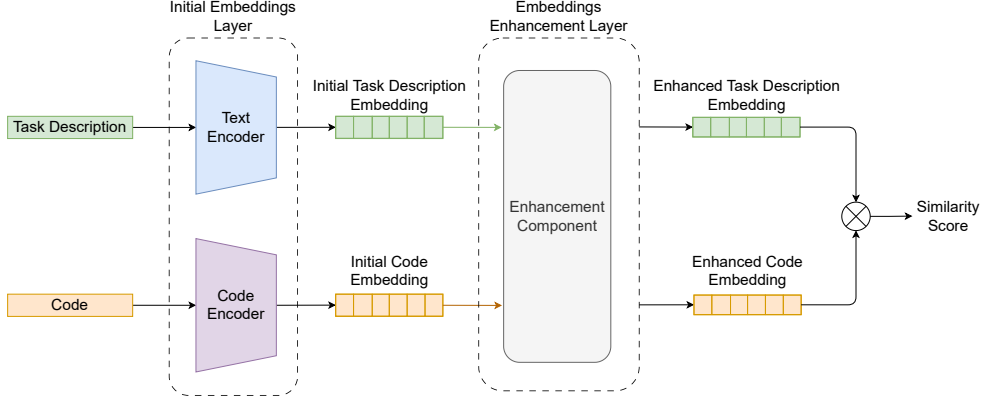 Initial Embeddings
Layer
Embeddings
Enhancement Layer
Task Description
Text
Encoder
Initial Task Description
Embedding
Enhanced Task Description
Embedding
Enhancement
Component
Similarity
Score
Code
Code
Encoder
Initial Code
Embedding
Enhanced Code
Embedding